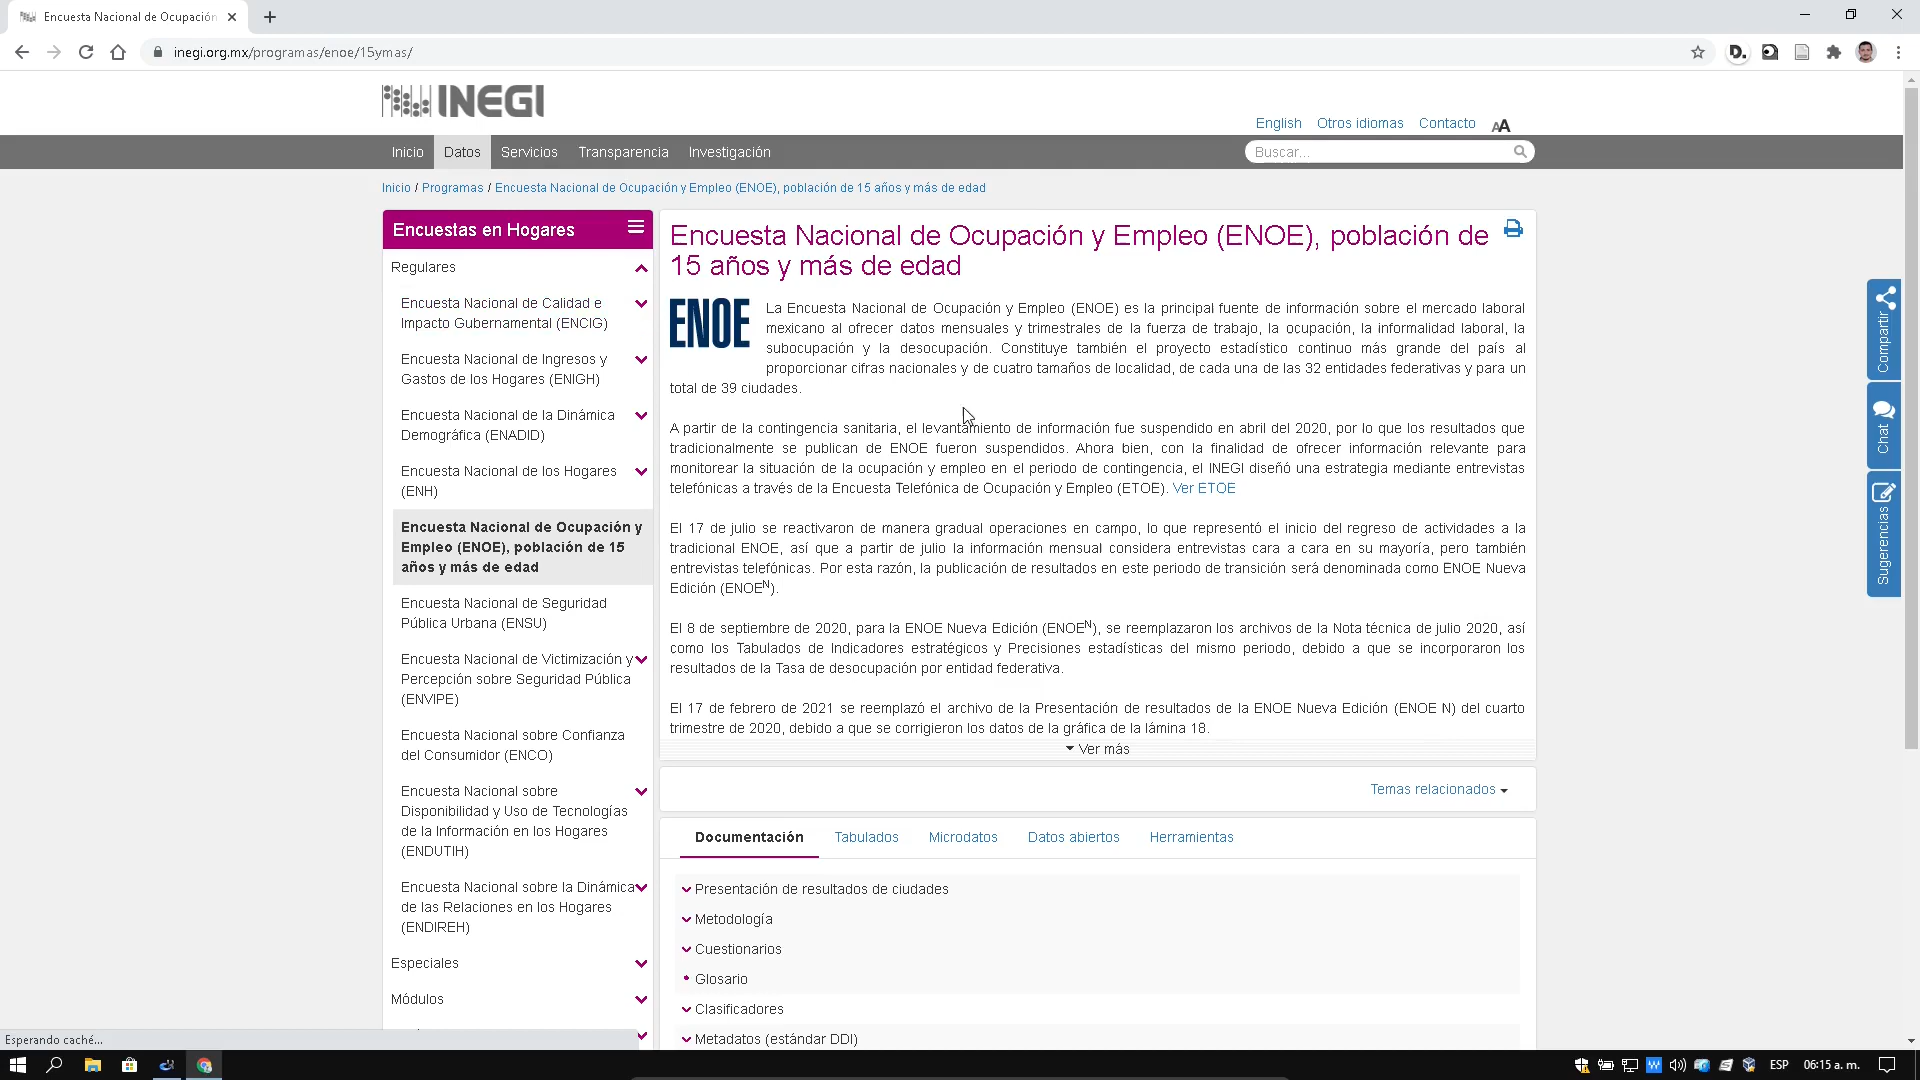 Encuesta Nacional de Ocupación
inegi.org.mx/programas/enoe/15ymas/
INEGI
English Otros idiomas Contacto AA
Inicio Datos Servicios Transparencia Investigación Buscar...
Inicio / Programas / Encuesta Nacional de Ocupación y Empleo (ENOE), población de 15 años y más de edad
Encuestas en Hogares
Regulares
Encuesta Nacional de Calidad e
Impacto Gubernamental (ENCIG)
Encuesta Nacional de Ingresos y
Gastos de los Hogares (ENIGH)
Encuesta Nacional de la Dinámica
Demográfica (ENADID)
Encuesta Nacional de los Hogares
(ENH)
Encuesta Nacional de Ocupación y
Empleo (ENOE), población de 15
años y más de edad
Encuesta Nacional de Seguridad
Pública Urbana (ENSU)
Encuesta Nacional de Victimización y
Percepción sobre Seguridad Pública
(ENVIPE)
Encuesta Nacional sobre Confianza
del Consumidor (ENCO)
Encuesta Nacional sobre
Disponibilidad y Uso de Tecnologías
de la Información en los Hogares
(ENDUTIH)
Encuesta Nacional sobre la Dinámica
de las Relaciones en los Hogares
(ENDIREH)
Especiales
Módulos
Encuesta Nacional de Ocupación y Empleo (ENOE), población de
15 años y más de edad
ENOE
La Encuesta Nacional de Ocupación y Empleo (ENOE) es la principal fuente de información sobre el mercado laboral
mexicano al ofrecer datos mensuales y trimestrales de la fuerza de trabajo, la ocupación, la informalidad laboral, la
subocupación y la desocupación. Constituye también el proyecto estadístico continuo más grande del país al
proporcionar cifras nacionales y de cuatro tamaños de localidad, de cada una de las 32 entidades federativas y para un
total de 39 ciudades.
A partir de la contingencia sanitaria, el levantamiento de información fue suspendido en abril del 2020, por lo que los resultados que
tradicionalmente se publican de ENOE fueron suspendidos. Ahora bien, con la finalidad de ofrecer información relevante para
monitorear la situación de la ocupación y empleo en el periodo de contingencia, el INEGI diseñó una estrategia mediante entrevistas
telefónicas a través de la Encuesta Telefónica de Ocupación y Empleo (ETOE). Ver ETOE
El 17 de julio se reactivaron de manera gradual operaciones en campo, lo que representó el inicio del regreso de actividades a la
tradicional ENOE, así que a partir de julio la información mensual considera entrevistas cara a cara en su mayoría, pero también
entrevistas telefónicas. Por esta razón, la publicación de resultados en este periodo de transición será denominada como ENOE Nueva
Edición (ENOEN).
El 8 de septiembre de 2020, para la ENOE Nueva Edición (ENOEN), se reemplazaron los archivos de la Nota técnica de julio 2020, así
como los Tabulados de Indicadores estratégicos y Precisiones estadísticas del mismo periodo, debido a que se incorporaron los
resultados de la Tasa de desocupación por entidad federativa.
El 17 de febrero de 2021 se reemplazó el archivo de la Presentación de resultados de la ENOE Nueva Edición (ENOE N) del cuarto
trimestre de 2020, debido a que se corrigieron los datos de la gráfica de la lámina 18.
Ver más
Temas relacionados
Documentación Tabulados Microdatos Datos abiertos Herramientas
Presentación de resultados de ciudades
Metodología
Cuestionarios
Glosario
Clasificadores
Metadatos (estándar DDI)
Compartir
Chat
Sugerencias
Esperando caché...
ESP 06:15 a. m.